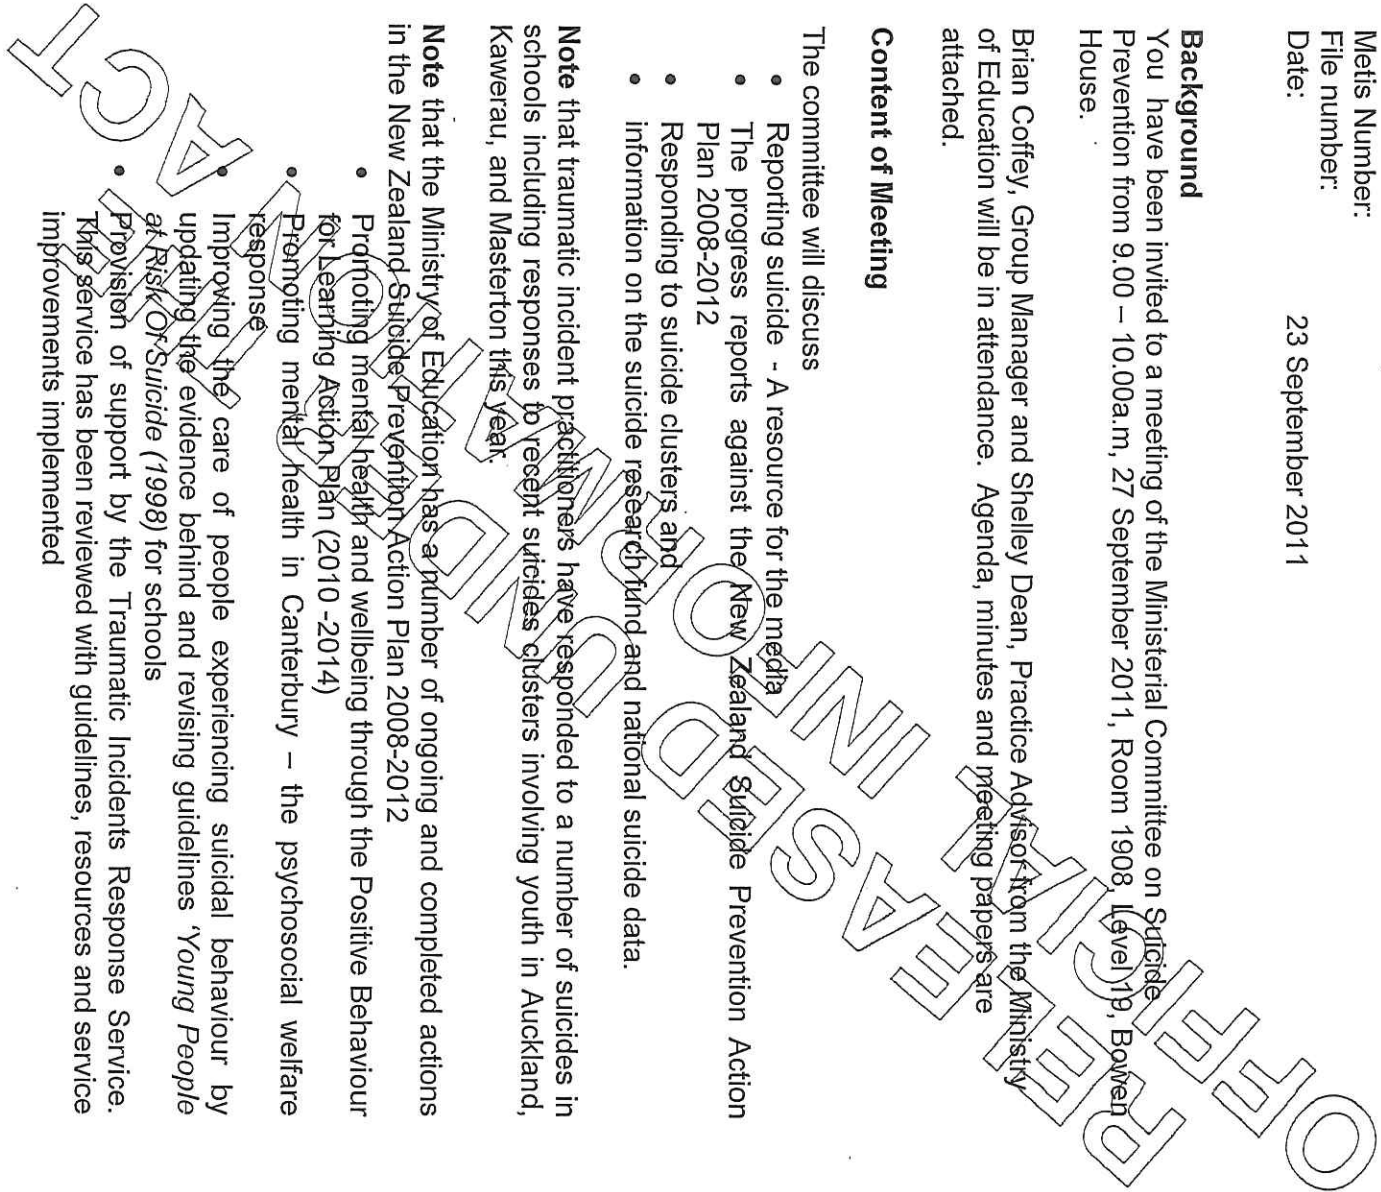 Metis Number:
File number:
Date: 23 September 2011
Background
You have been invited to a meeting of the Ministerial Committee on Suicide
Prevention from 9.00 – 10.00a.m, 27 September 2011, Room 1908, Level 19, Bowen
House.
Brian Coffey, Group Manager and Shelley Dean, Practice Advisor from the Ministry
of Education will be in attendance. Agenda, minutes and meeting papers are
attached.
Content of Meeting
The committee will discuss
• Reporting suicide - A resource for the media
• The progress reports against the New Zealand Suicide Prevention Action
Plan 2008-2012
• Responding to suicide clusters and
• information on the suicide research fund and national suicide data.
Note that traumatic incident practitioners have responded to a number of suicides in
schools including responses to recent suicides clusters involving youth in Auckland,
Kawerau, and Masterton this year.
Note that the Ministry of Education has a number of ongoing and completed actions
in the New Zealand Suicide Prevention Action Plan 2008-2012
• Promoting mental health and wellbeing through the Positive Behaviour
for Learning Action Plan (2010 -2014)
• Promoting mental health in Canterbury – the psychosocial welfare
response
• Improving the care of people experiencing suicidal behaviour by
updating the evidence behind and revising guidelines ‘Young People
at Risk Of Suicide (1998) for schools
• Provision of support by the Traumatic Incidents Response Service.
This service has been reviewed with guidelines, resources and service
improvements implemented
RELEASED UNDER THE
OFFICIAL INFORMATION ACT